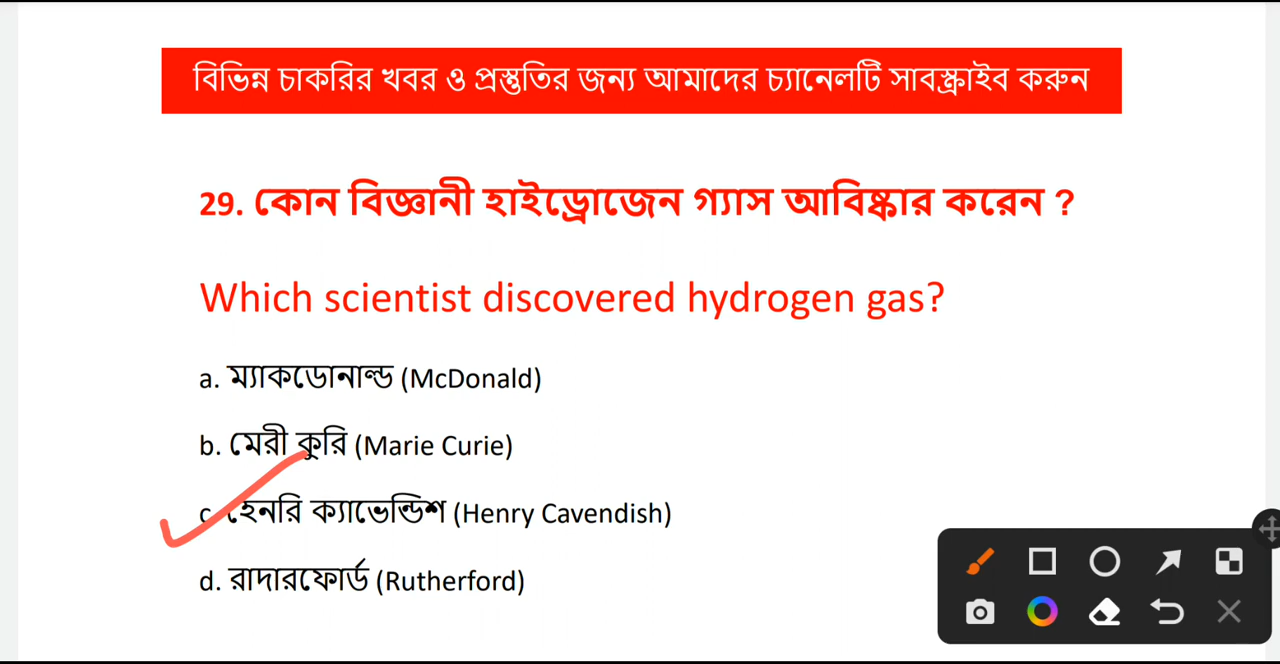 বিভিন্ন চাকরির খবর ও প্রস্তুতির জন্য আমাদের চ্যানেলটি সাবস্ক্রাইব করুন
29. কোন বিজ্ঞানী হাইড্রোজেন গ্যাস আবিষ্কার করেন ?
Which scientist discovered hydrogen gas?
a. ম্যাকডোনাল্ড (McDonald)
b. মেরী কুরি (Marie Curie)
c. হেনরি ক্যাভেন্ডিশ (Henry Cavendish)
d. রাদারফোর্ড (Rutherford)